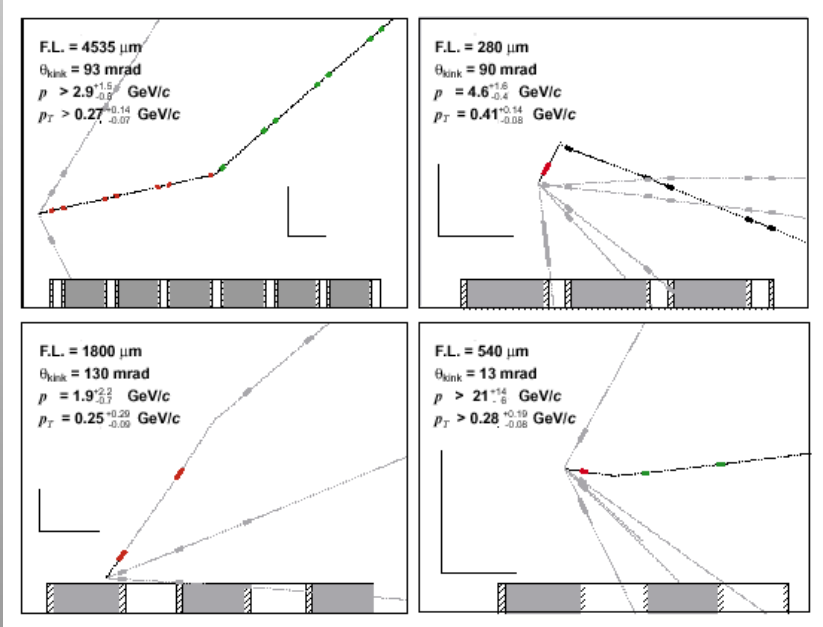 F.L. = 4535 μm
θkink = 93 mrad
p > 2.9 +1.5 -0.8 GeV/c
pT > 0.27 +0.14 -0.07 GeV/c
F.L. = 280 μm
θkink = 90 mrad
p = 4.6 +1.6 -0.4 GeV/c
pT = 0.41 +0.14 -0.08 GeV/c
F.L. = 1800 μm
θkink = 130 mrad
p = 1.9 +2.2 -0.7 GeV/c
pT = 0.25 +0.29 -0.09 GeV/c
F.L. = 540 μm
θkink = 13 mrad
p > 21 +14 -6 GeV/c
pT > 0.28 +0.19 -0.08 GeV/c